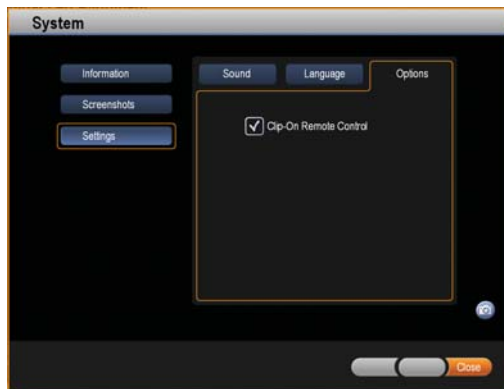 System
Information
Sound
Language
Options
Screenshots
Clip-On Remote Control
Settings
Close